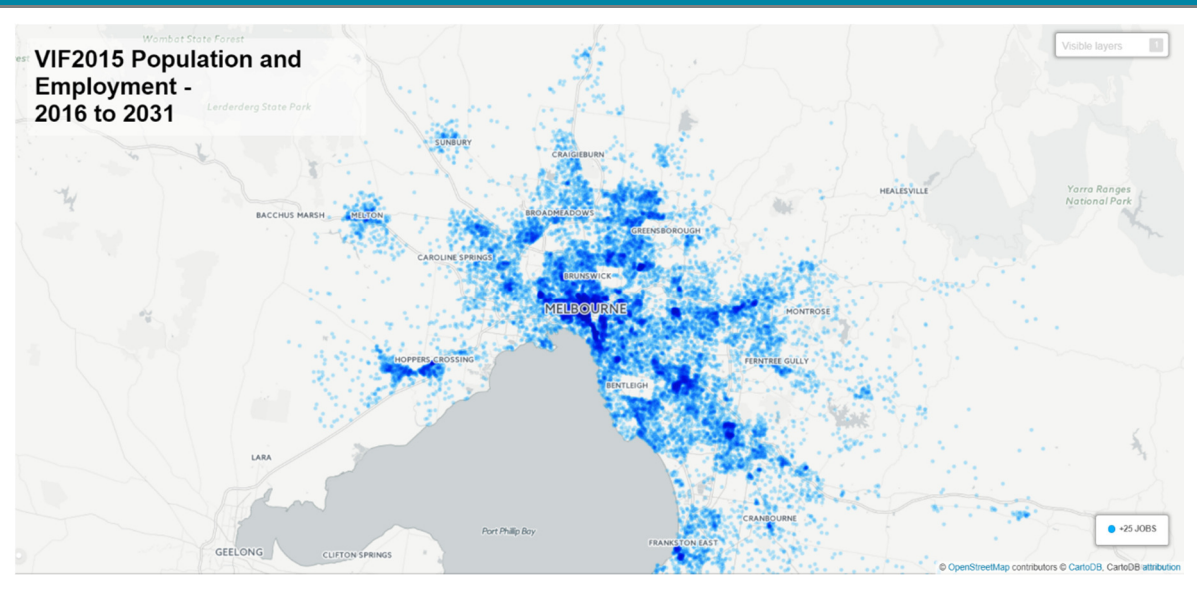 Wombat State Forest
VIF2015 Population and
Employment -
2016 to 2031
est
Lerderderg State Park
Visible layers 1
SUNBURY
CRAIGIEBURN
HEALESVILLE
Yarra Ranges
National Park
BACCHUS MARSH
MELTON
BROADMEADOWS
GREENSBOROUGH
CAROLINE SPRINGS
BRUNSWICK
MELBOURNE
MONTROSE
HOPPERS CROSSING
FERNTREE GULLY
BENTLEIGH
LARA
CRANBOURNE
Port Phillip Bay
+25 JOBS
FRANKSTON EAST
GEELONG
CLIFTON SPRINGS
© OpenStreetMap contributors © CartoDB, CartoDB attribution